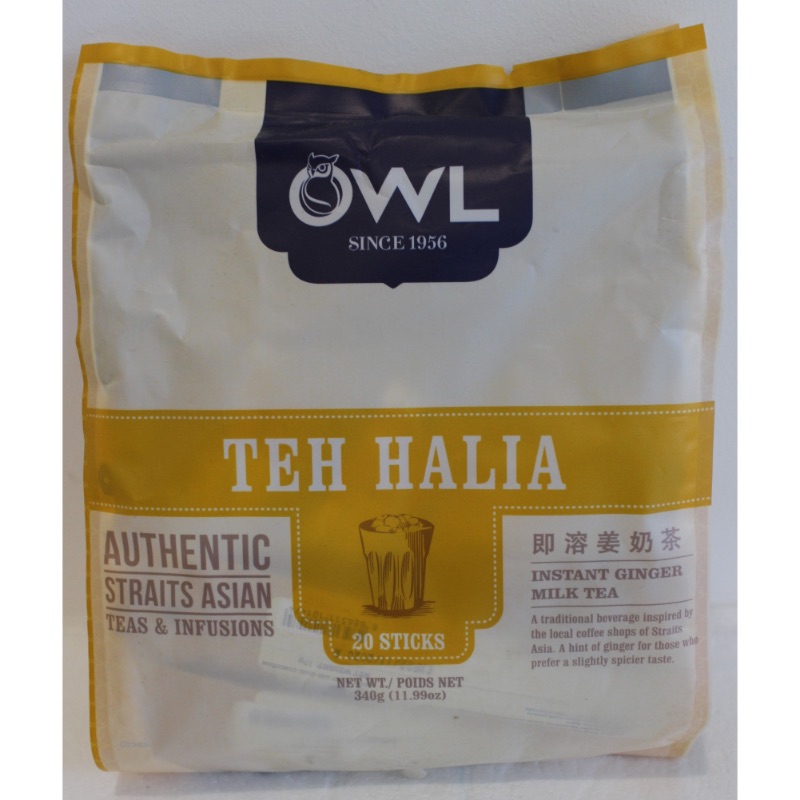 OWL
SINCE 1956
TEH HALIA
AUTHENTIC
STRAITS ASIAN
TEAS & INFUSIONS
20 STICKS
NET WT./ POIDS NET
340g (11.99oz)
即溶姜奶茶
INSTANT GINGER
MILK TEA
A traditional beverage inspired by
the local coffee shops of Straits
Asia. A hint of ginger for those who
prefer a slightly spicier taste.